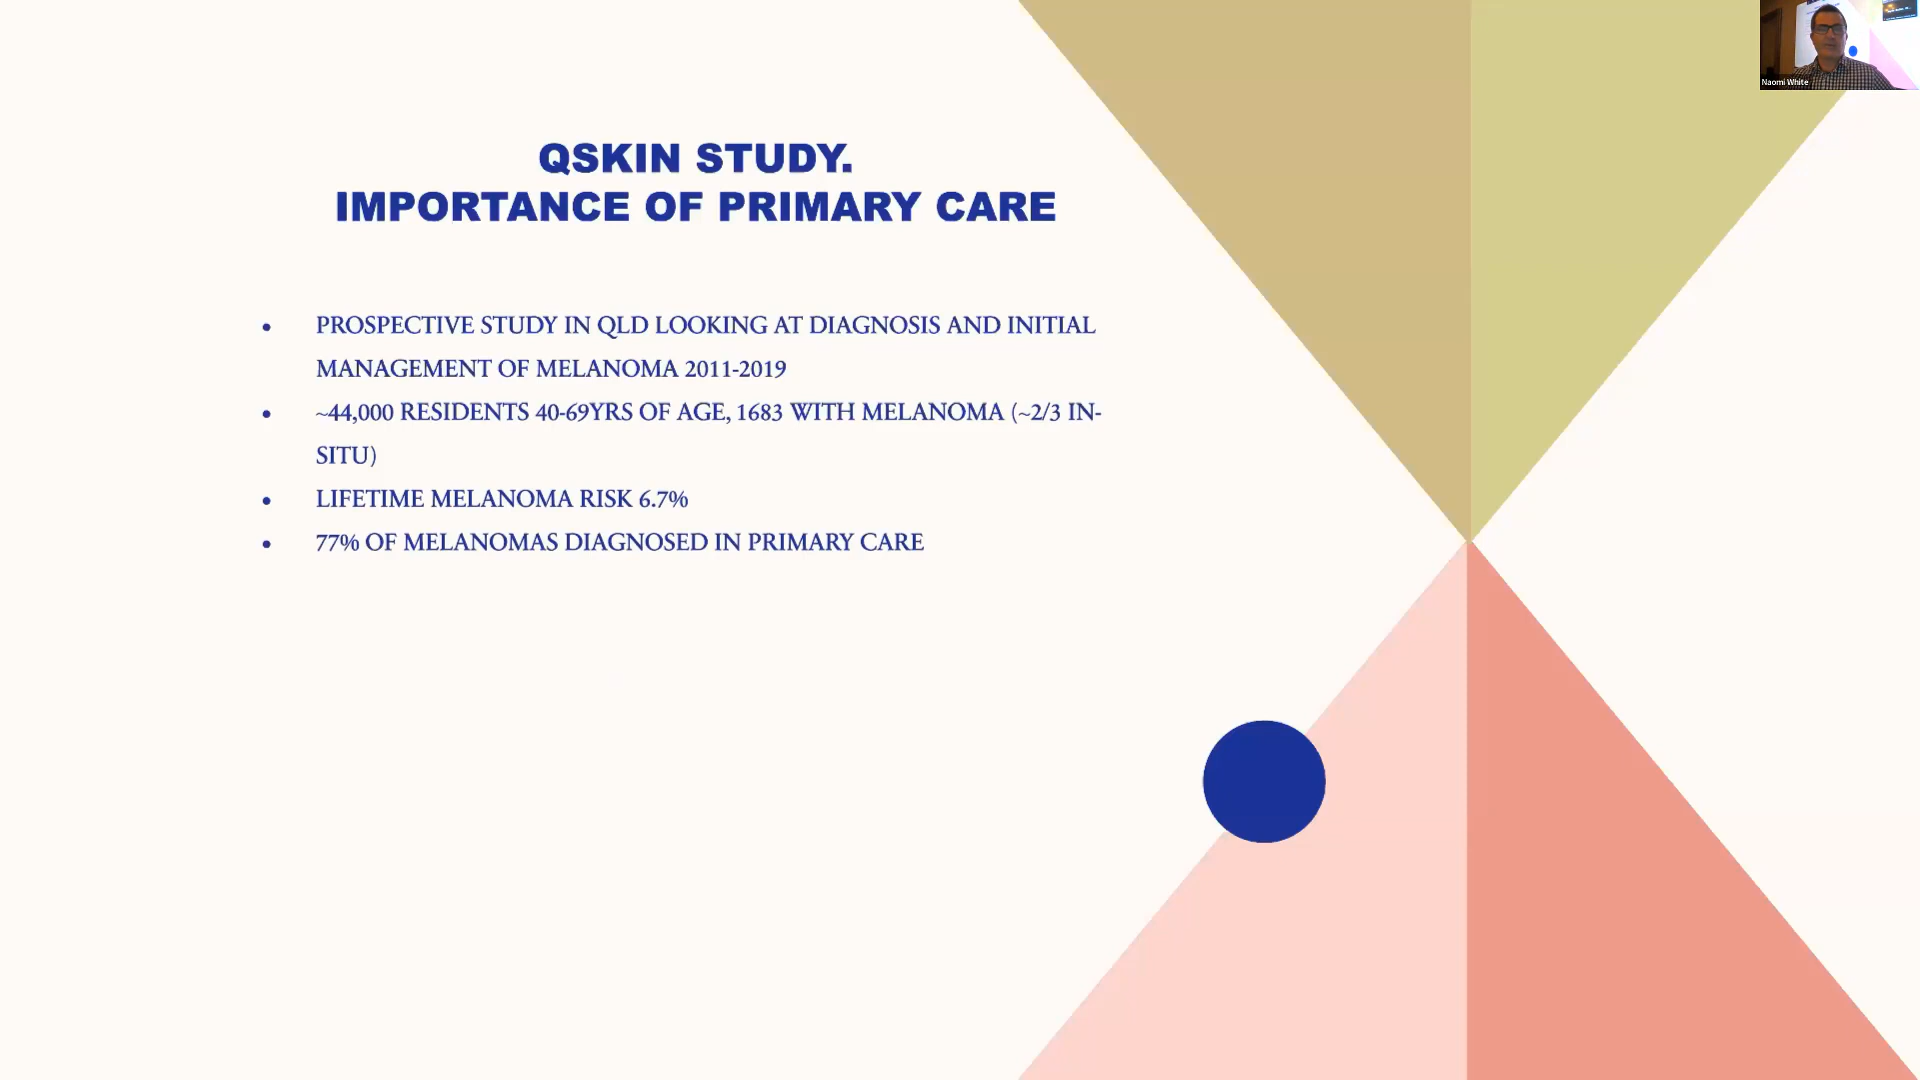 QSKIN STUDY.
IMPORTANCE OF PRIMARY CARE
• PROSPECTIVE STUDY IN QLD LOOKING AT DIAGNOSIS AND INITIAL
MANAGEMENT OF MELANOMA 2011-2019
• ~44,000 RESIDENTS 40-69YRS OF AGE, 1683 WITH MELANOMA (~2/3 IN-
SITU)
• LIFETIME MELANOMA RISK 6.7%
• 77% OF MELANOMAS DIAGNOSED IN PRIMARY CARE
Naomi White